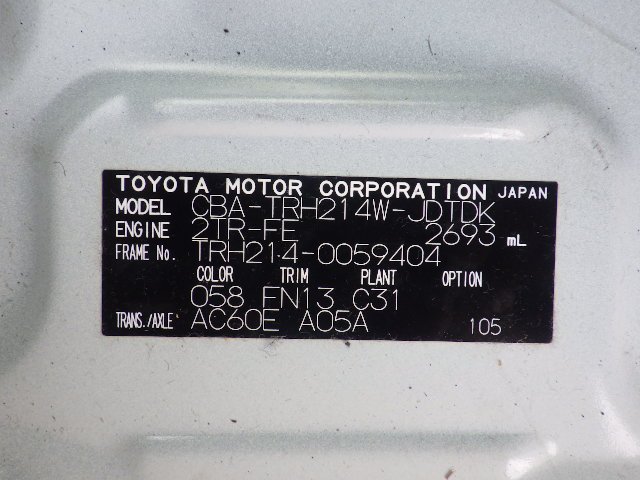 TOYOTA MOTOR CORPORATION JAPAN
MODEL CBA-TRH214W-JDTDK
ENGINE 2TR-FE 2693 mL
FRAME No. TRH214-0059404
COLOR TRIM PLANT OPTION
058 FN13 C31
TRANS./AXLE AC60E A05A 105